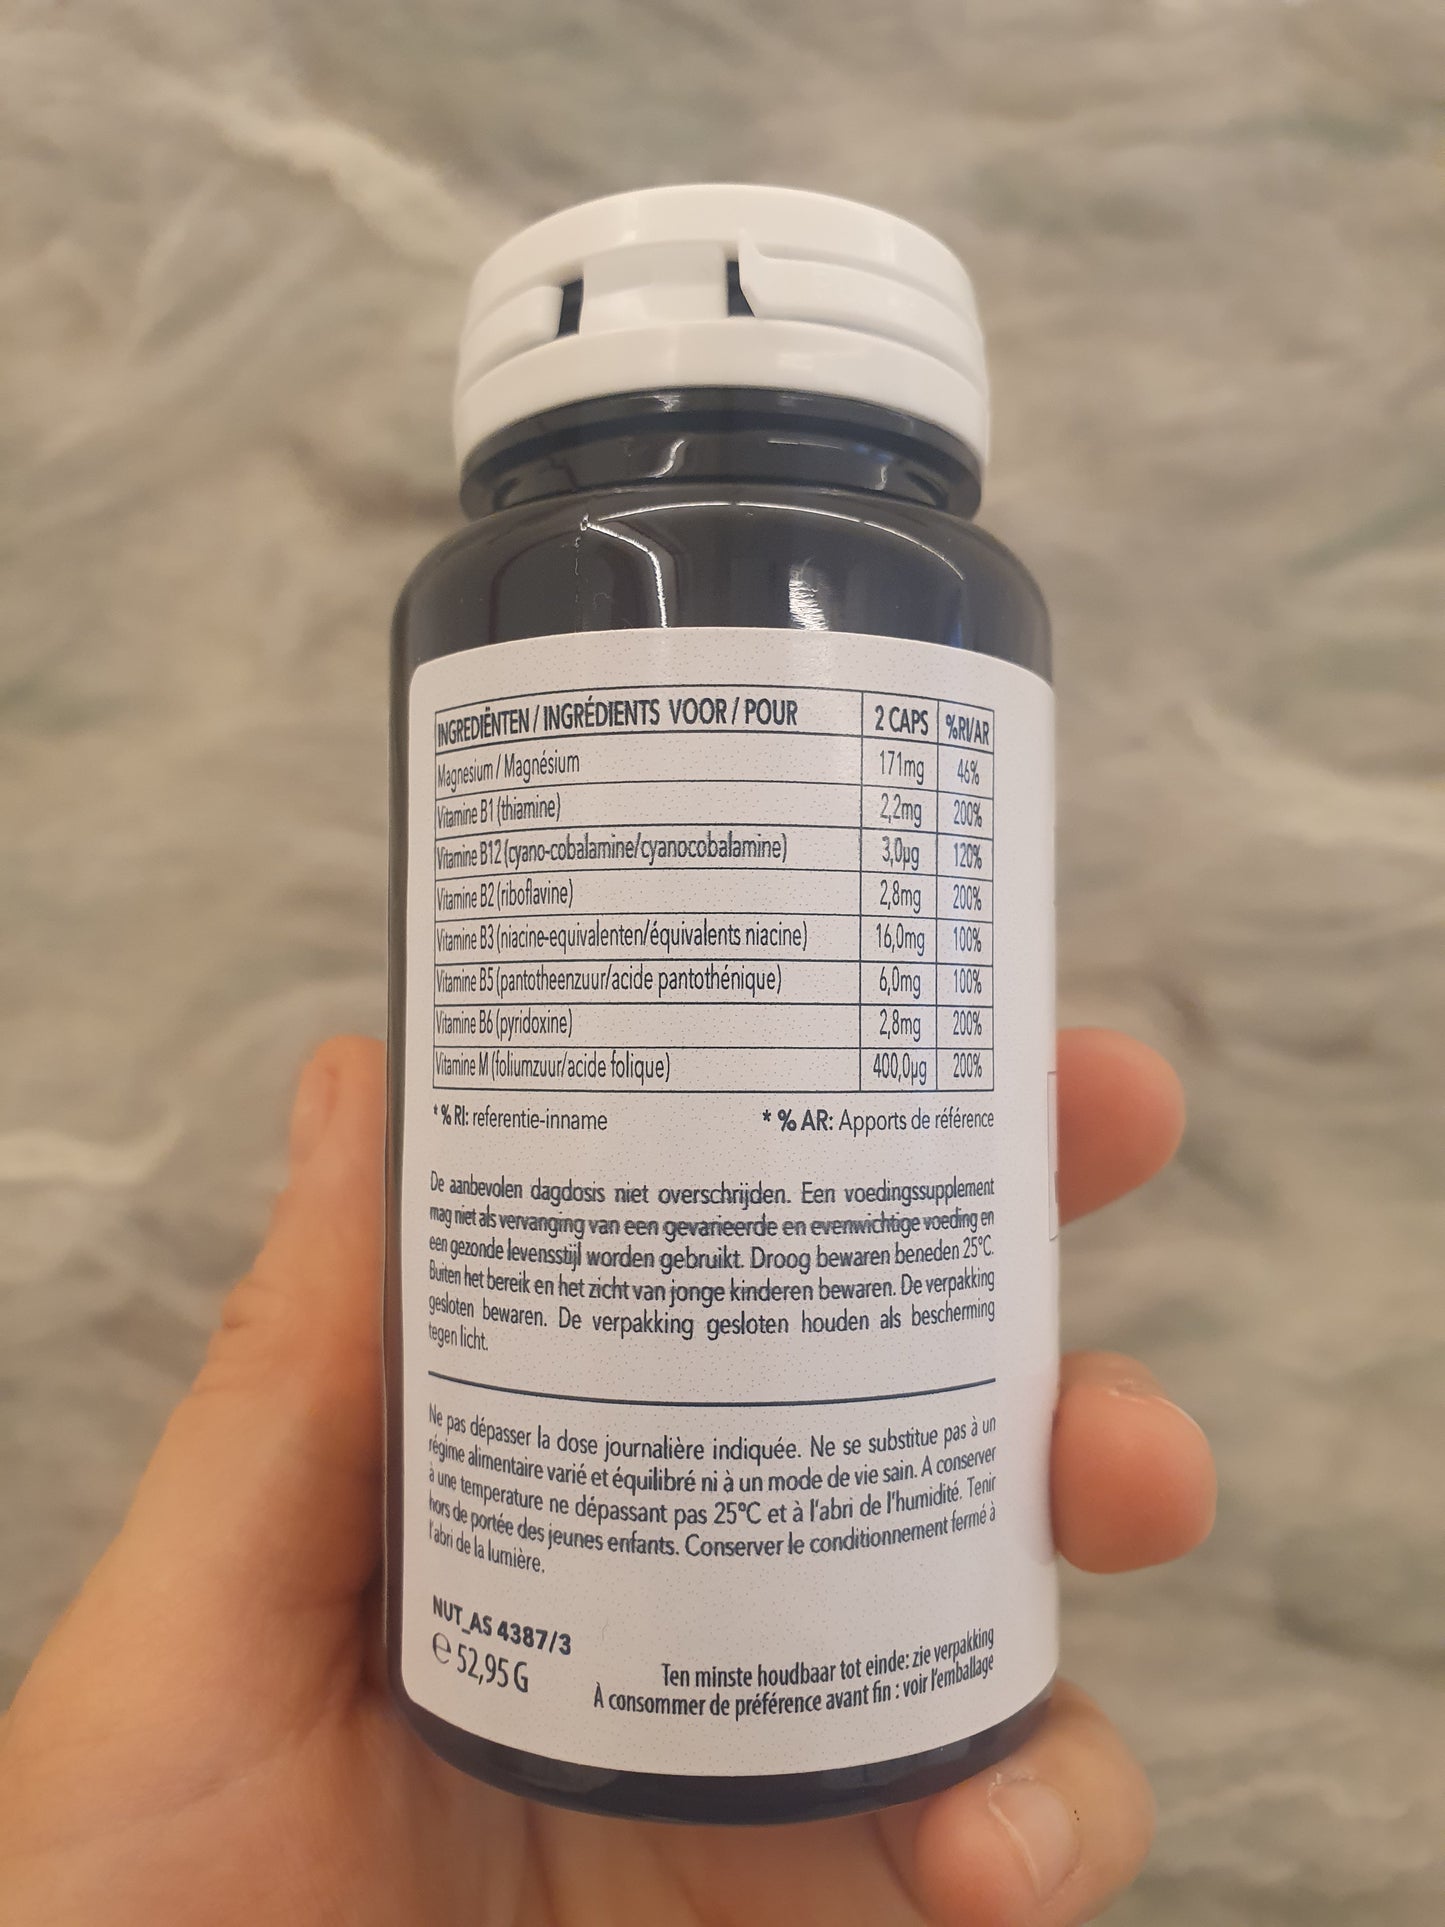 INGREDIËNTEN / INGRÉDIENTS VOOR / POUR 2 CAPS %RI/AR
Magnesium / Magnésium 171mg 46%
Vitamine B1 (thiamine) 2,2mg 200%
Vitamine B12 (cyano-cobalamine/cyanocobalamine) 3,0µg 120%
Vitamine B2 (riboflavine) 2,8mg 200%
Vitamine B3 (niacine-equivalenten/équivalents niacine) 16,0mg 100%
Vitamine B5 (pantotheenzuur/acide pantothénique) 6,0mg 100%
Vitamine B6 (pyridoxine) 2,8mg 200%
Vitamine M (foliumzuur/acide folique) 400,0µg 200%
* % RI: referentie-inname * % AR: Apports de référence
De aanbevolen dagdosis niet overschrijden. Een voedingssupplement
mag niet als vervanging van een gevarieerde en evenwichtige voeding en
een gezonde levensstijl worden gebruikt. Droog bewaren beneden 25°C.
Buiten het bereik en het zicht van jonge kinderen bewaren. De verpakking
gesloten bewaren. De verpakking gesloten houden als bescherming
tegen licht.
Ne pas dépasser la dose journalière indiquée. Ne se substitue pas à un
régime alimentaire varié et équilibré ni à un mode de vie sain. A conserver
à une temperature ne dépassant pas 25°C et à l'abri de l'humidité. Tenir
hors de portée des jeunes enfants. Conserver le conditionnement fermé à
l'abri de la lumière.
NUT_AS 4387/3
℮ 52,95 G
Ten minste houdbaar tot einde: zie verpakking
À consommer de préférence avant fin : voir l'emballage